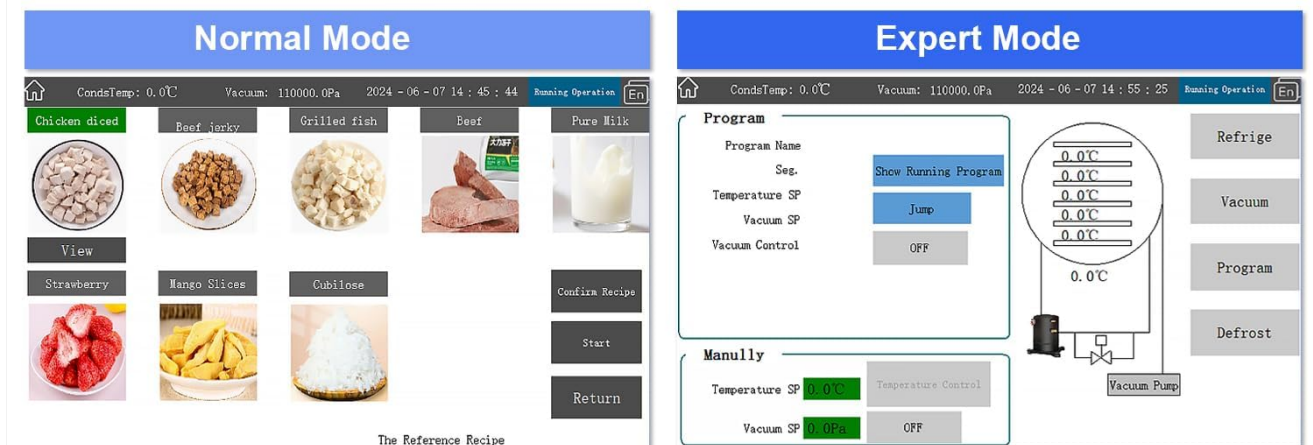 Normal Mode
CondsTemp: 0.0℃ Vacuum: 110000.0Pa 2024 - 06 - 07 14 : 45 : 44 Running Operation En
Chicken diced Beef jerky Grilled fish Beef Pure Milk
大力冻干
View
Strawberry Mango Slices Cubilose
Confirm Recipe
Start
Return
The Reference Recipe
Expert Mode
CondsTemp: 0.0℃ Vacuum: 110000.0Pa 2024 - 06 - 07 14 : 55 : 25 Running Operation En
Program
Program Name
Seg. Show Running Program
Temperature SP Jump
Vacuum SP
Vacuum Control OFF
Manully
Temperature SP 0.0℃ Temperature Control
Vacuum SP 0.0Pa OFF
0.0℃
0.0℃
0.0℃
0.0℃
0.0℃
0.0℃
Vacuum Pump
Refrige
Vacuum
Program
Defrost